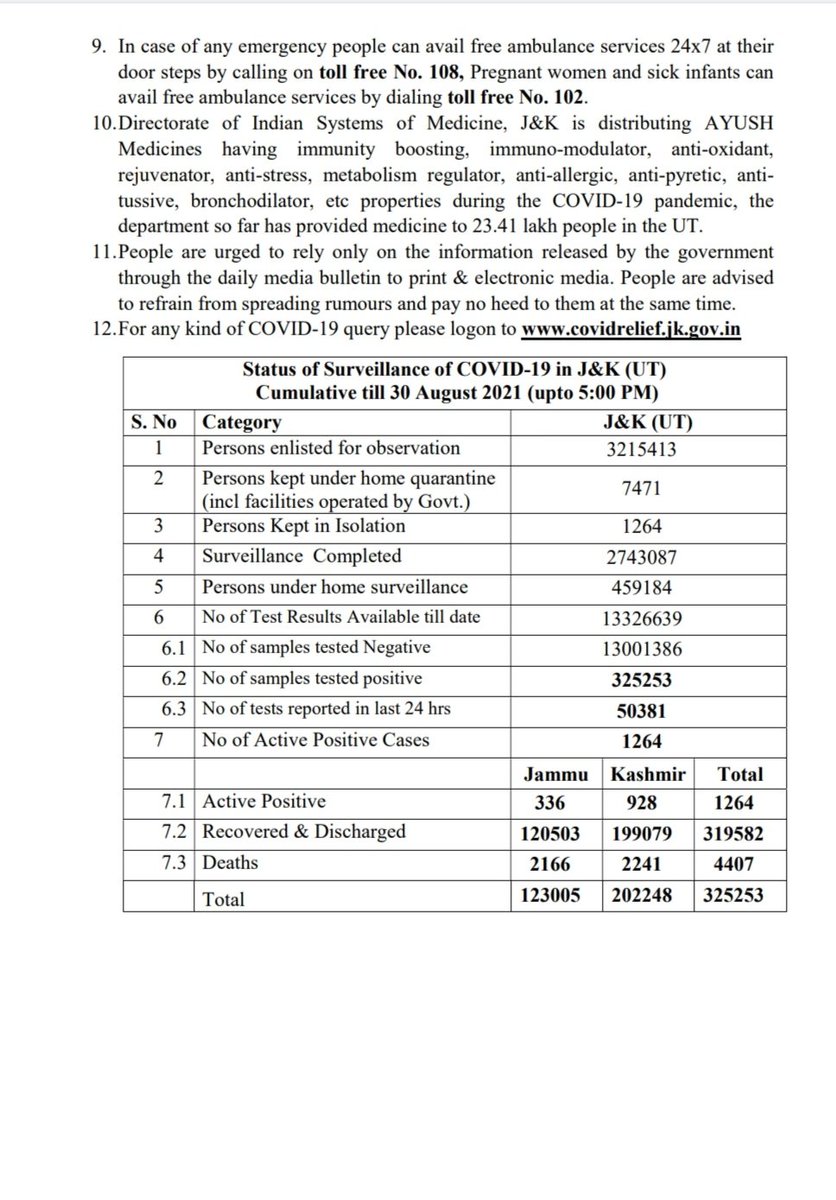 9. In case of any emergency people can avail free ambulance services 24x7 at their
door steps by calling on toll free No. 108, Pregnant women and sick infants can
avail free ambulance services by dialing toll free No. 102.
10.Directorate of Indian Systems of Medicine, J&K is distributing AYUSH
Medicines having immunity boosting, immuno-modulator, anti-oxidant,
rejuvenator, anti-stress, metabolism regulator, anti-allergic, anti-pyretic, anti-
tussive, bronchodilator, etc properties during the COVID-19 pandemic, the
department so far has provided medicine to 23.41 lakh people in the UT.
11.People are urged to rely only on the information released by the government
through the daily media bulletin to print & electronic media. People are advised
to refrain from spreading rumours and pay no heed to them at the same time.
12.For any kind of COVID-19 query please logon to www.covidrelief.jk.gov.in
Status of Surveillance of COVID-19 in J&K (UT)
Cumulative till 30 August 2021 (upto 5:00 PM)
S. No Category J&K (UT)
1 Persons enlisted for observation 3215413
2 Persons kept under home quarantine
(incl facilities operated by Govt.) 7471
3 Persons Kept in Isolation 1264
4 Surveillance Completed 2743087
5 Persons under home surveillance 459184
6 No of Test Results Available till date 13326639
6.1 No of samples tested Negative 13001386
6.2 No of samples tested positive 325253
6.3 No of tests reported in last 24 hrs 50381
7 No of Active Positive Cases 1264
Jammu Kashmir Total
7.1 Active Positive 336 928 1264
7.2 Recovered & Discharged 120503 199079 319582
7.3 Deaths 2166 2241 4407
Total 123005 202248 325253